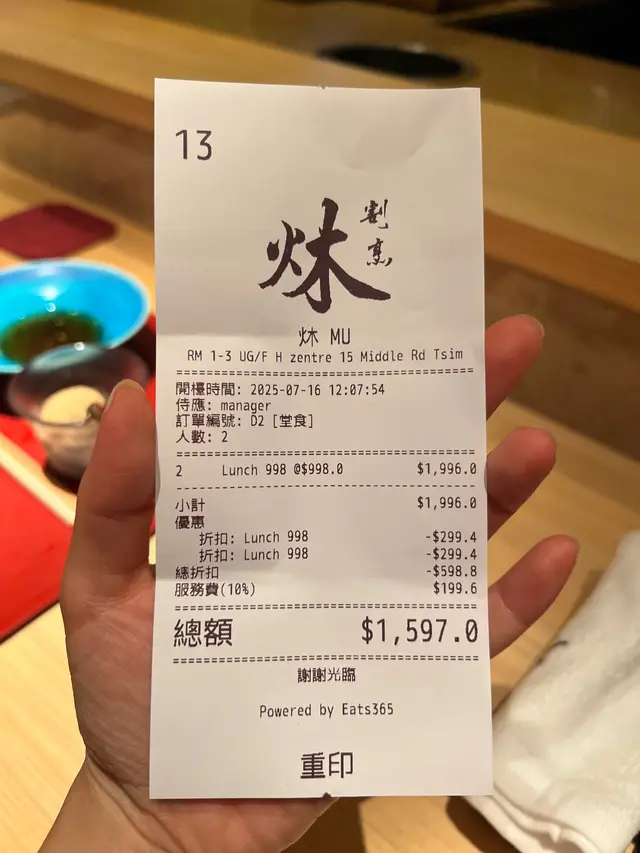 13
炑
割烹
炑 MU
RM 1-3 UG/F H zentre 15 Middle Rd Tsim
開檯時間: 2025-07-16 12:07:54
侍應: manager
訂單編號: D2 [堂食]
人數: 2
2 Lunch 998 @$998.0 $1,996.0
小計 $1,996.0
優惠
折扣: Lunch 998 -$299.4
折扣: Lunch 998 -$299.4
總折扣 -$598.8
服務費(10%) $199.6
總額 $1,597.0
謝謝光臨
Powered by Eats365
重印